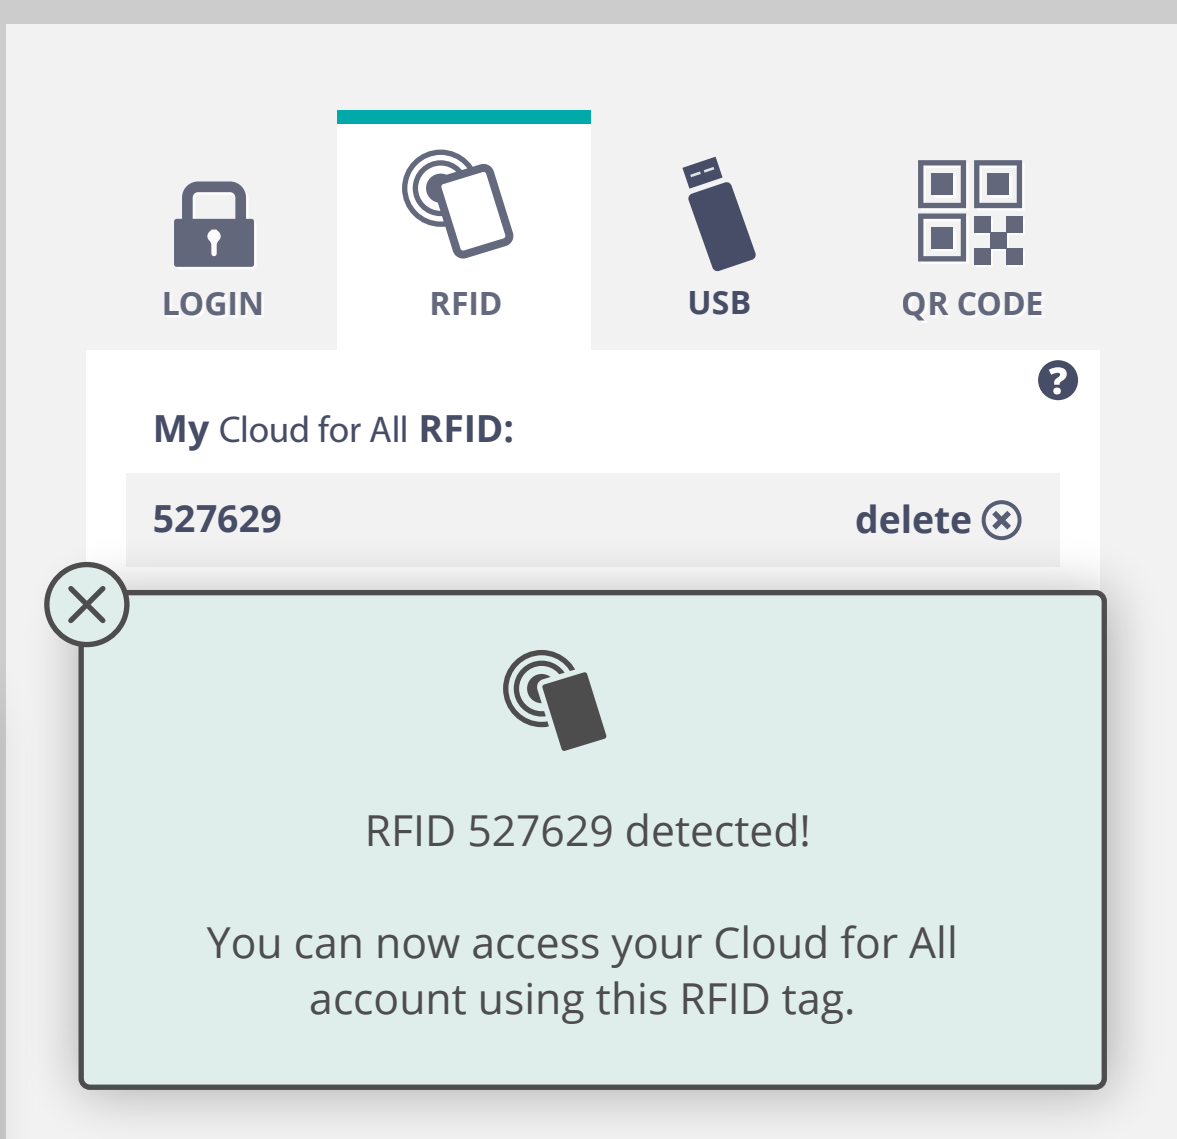 LOGIN
RFID
USB
QR CODE
?
My Cloud for All RFID:
527629
delete
RFID 527629 detected!
You can now access your Cloud for All
account using this RFID tag.